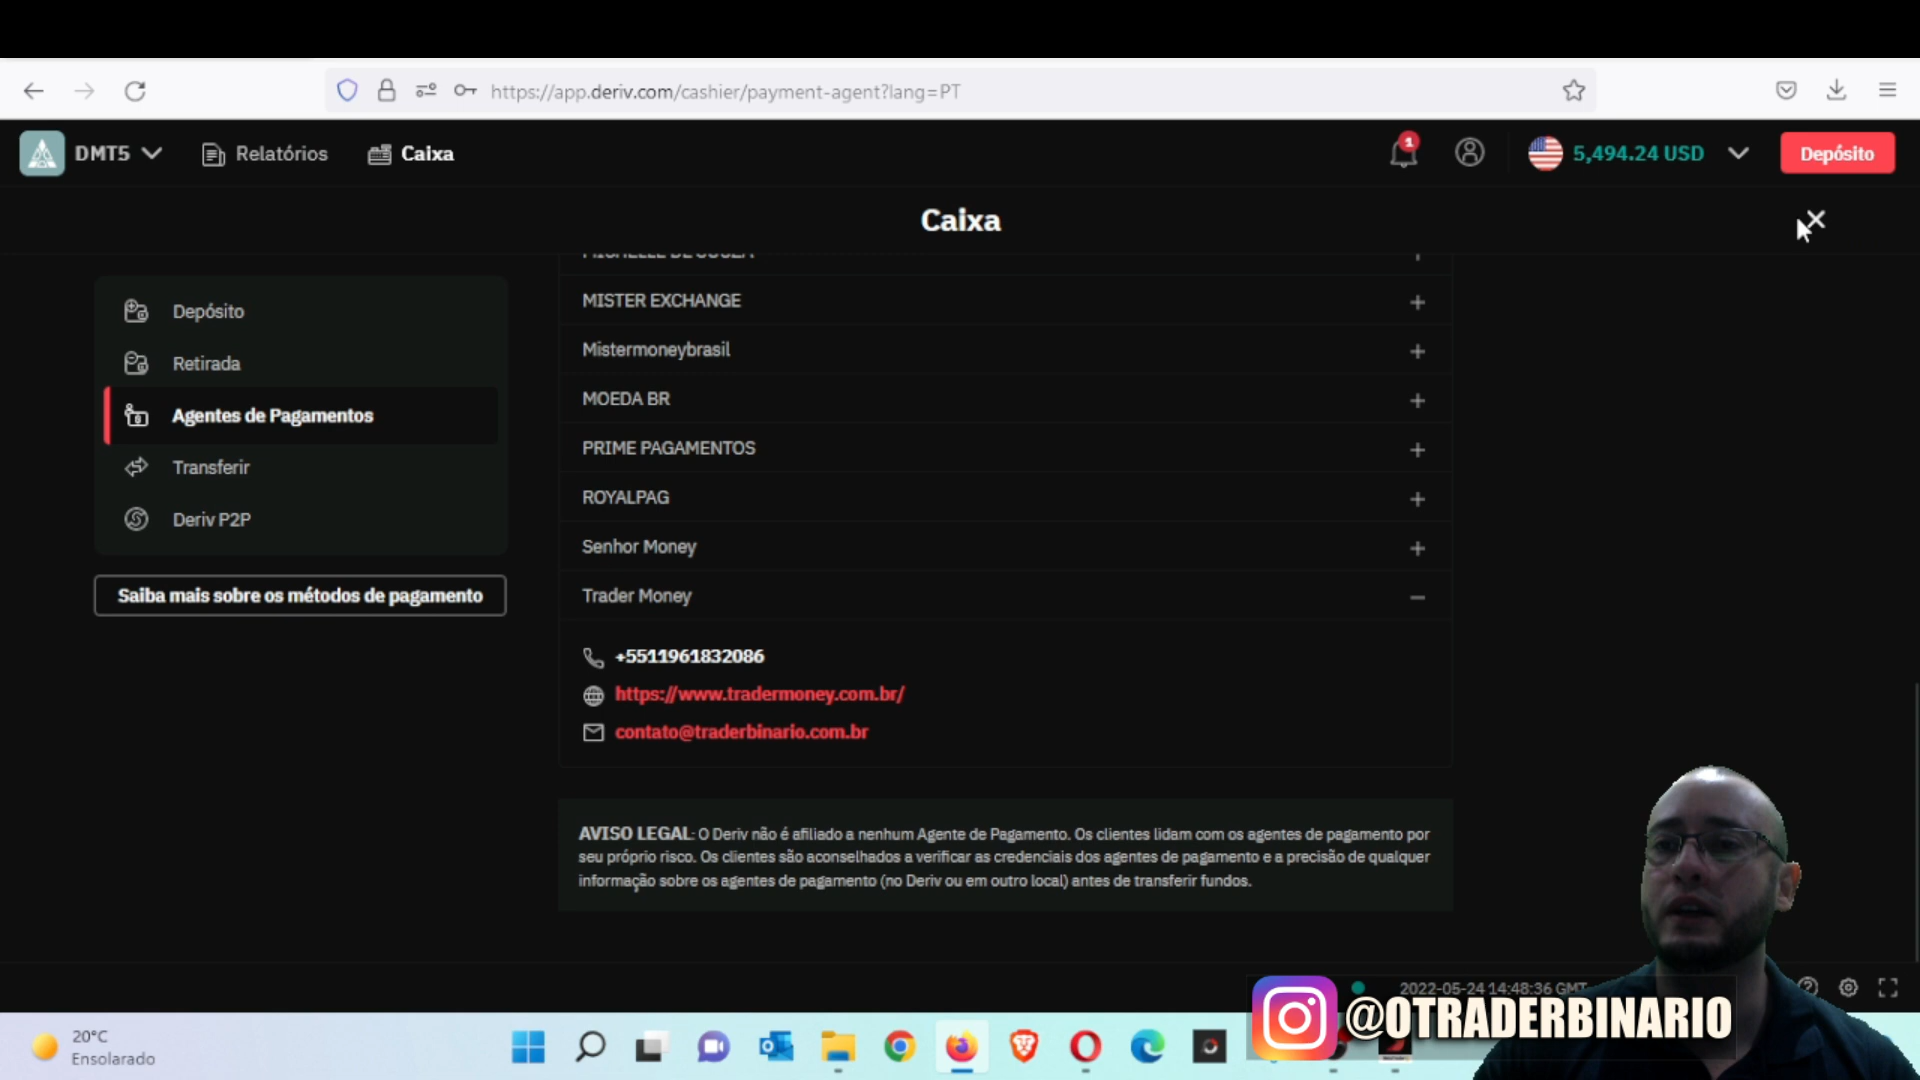 https://app.deriv.com/cashier/payment-agent?lang=PT
DMT5
Relatórios
Caixa
1
5,494.24 USD
Depósito
Caixa
Depósito
Retirada
Agentes de Pagamentos
Transferir
Deriv P2P
Saiba mais sobre os métodos de pagamento
MICHELLE DE SOUZA
MISTER EXCHANGE
Mistermoneybrasil
MOEDA BR
PRIME PAGAMENTOS
ROYALPAG
Senhor Money
Trader Money
+5511961832086
https://www.tradermoney.com.br/
contato@traderbinario.com.br
AVISO LEGAL: O Deriv não é afiliado a nenhum Agente de Pagamento. Os clientes lidam com os agentes de pagamento por
seu próprio risco. Os clientes são aconselhados a verificar as credenciais dos agentes de pagamento e a precisão de qualquer
informação sobre os agentes de pagamento (no Deriv ou em outro local) antes de transferir fundos.
2022-05-24 14:48:36 GMT
@OTRADERBINARIO
20°C
Ensolarado